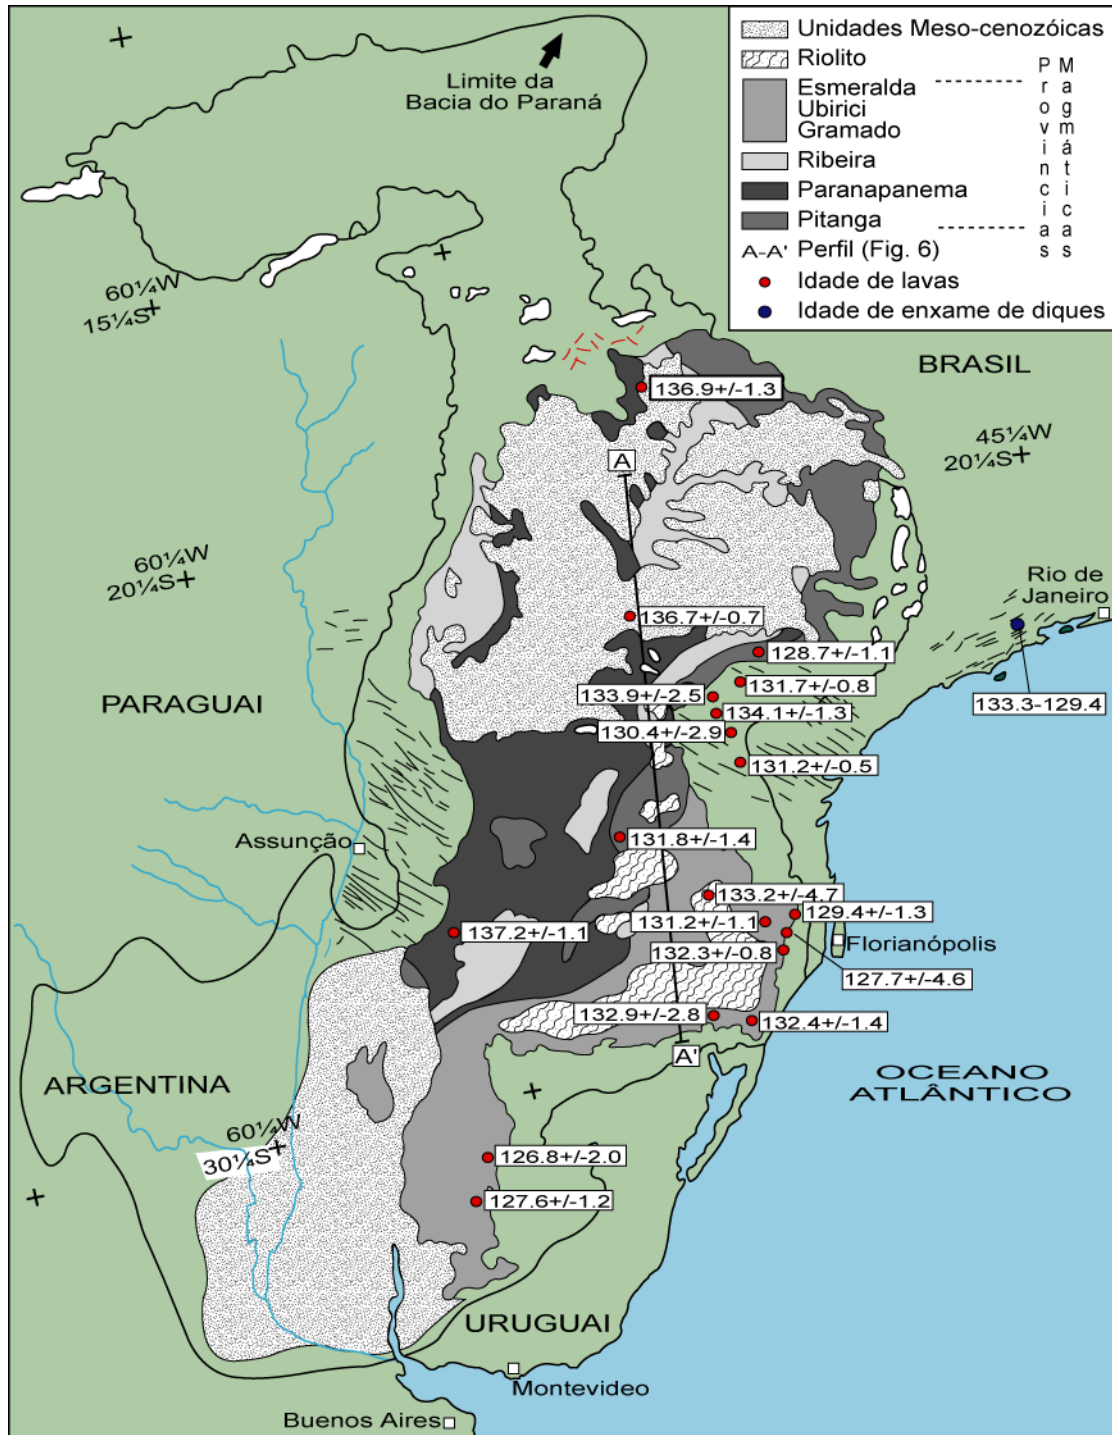 Limite da
Bacia do Paraná
Unidades Meso-cenozóicas
Riolito
Esmeralda
Ubirici
Gramado
Ribeira
Paranapanema
Pitanga
Províncias
Magmáticas
A-A' Perfil (Fig. 6)
Idade de lavas
Idade de enxame de diques
60¼W
15¼S
BRASIL
136.9+/-1.3
45¼W
20¼S
A
60¼W
20¼S
Rio de
Janeiro
136.7+/-0.7
128.7+/-1.1
131.7+/-0.8
133.9+/-2.5
PARAGUAI
133.3-129.4
134.1+/-1.3
130.4+/-2.9
131.2+/-0.5
Assunção
131.8+/-1.4
133.2+/-4.7
129.4+/-1.3
131.2+/-1.1
137.2+/-1.1
Florianópolis
132.3+/-0.8
127.7+/-4.6
132.9+/-2.8
132.4+/-1.4
A'
ARGENTINA
OCEANO
ATLÂNTICO
60¼W
30¼S
126.8+/-2.0
127.6+/-1.2
URUGUAI
Montevideo
Buenos Aires